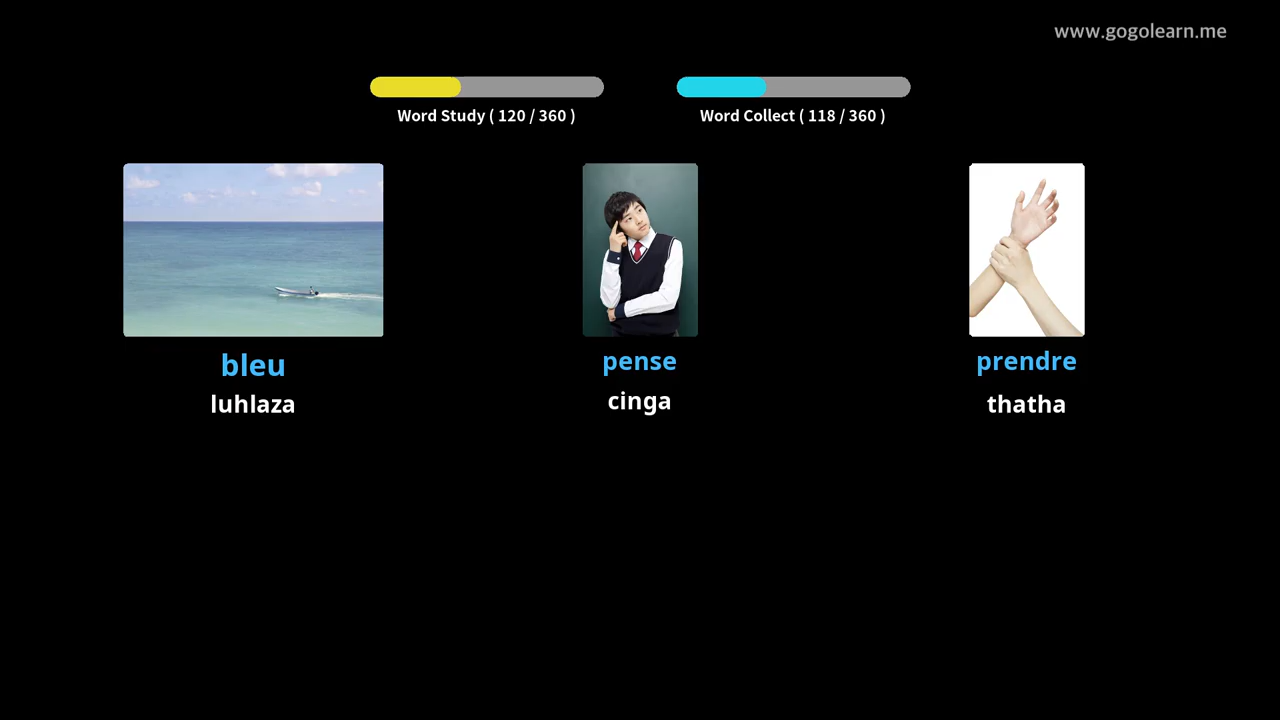 www.gogolearn.me
Word Study ( 120 / 360 )
Word Collect ( 118 / 360 )
bleu
luhlaza
pense
cinga
prendre
thatha